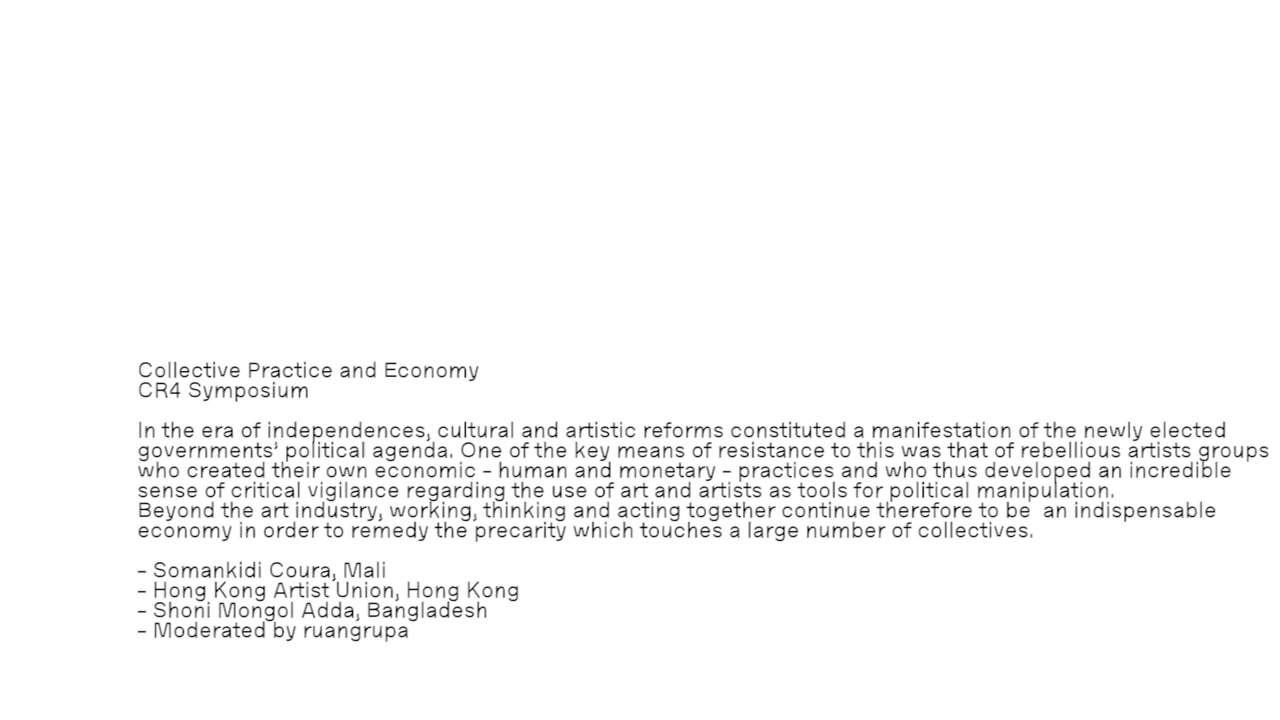 Collective Practice and Economy
CR4 Symposium
In the era of independences, cultural and artistic reforms constituted a manifestation of the newly elected
governments' political agenda. One of the key means of resistance to this was that of rebellious artists groups
who created their own economic – human and monetary – practices and who thus developed an incredible
sense of critical vigilance regarding the use of art and artists as tools for political manipulation.
Beyond the art industry, working, thinking and acting together continue therefore to be  an indispensable
economy in order to remedy the precarity which touches a large number of collectives.
– Somankidi Coura, Mali
– Hong Kong Artist Union, Hong Kong
– Shoni Mongol Adda, Bangladesh
– Moderated by ruangrupa